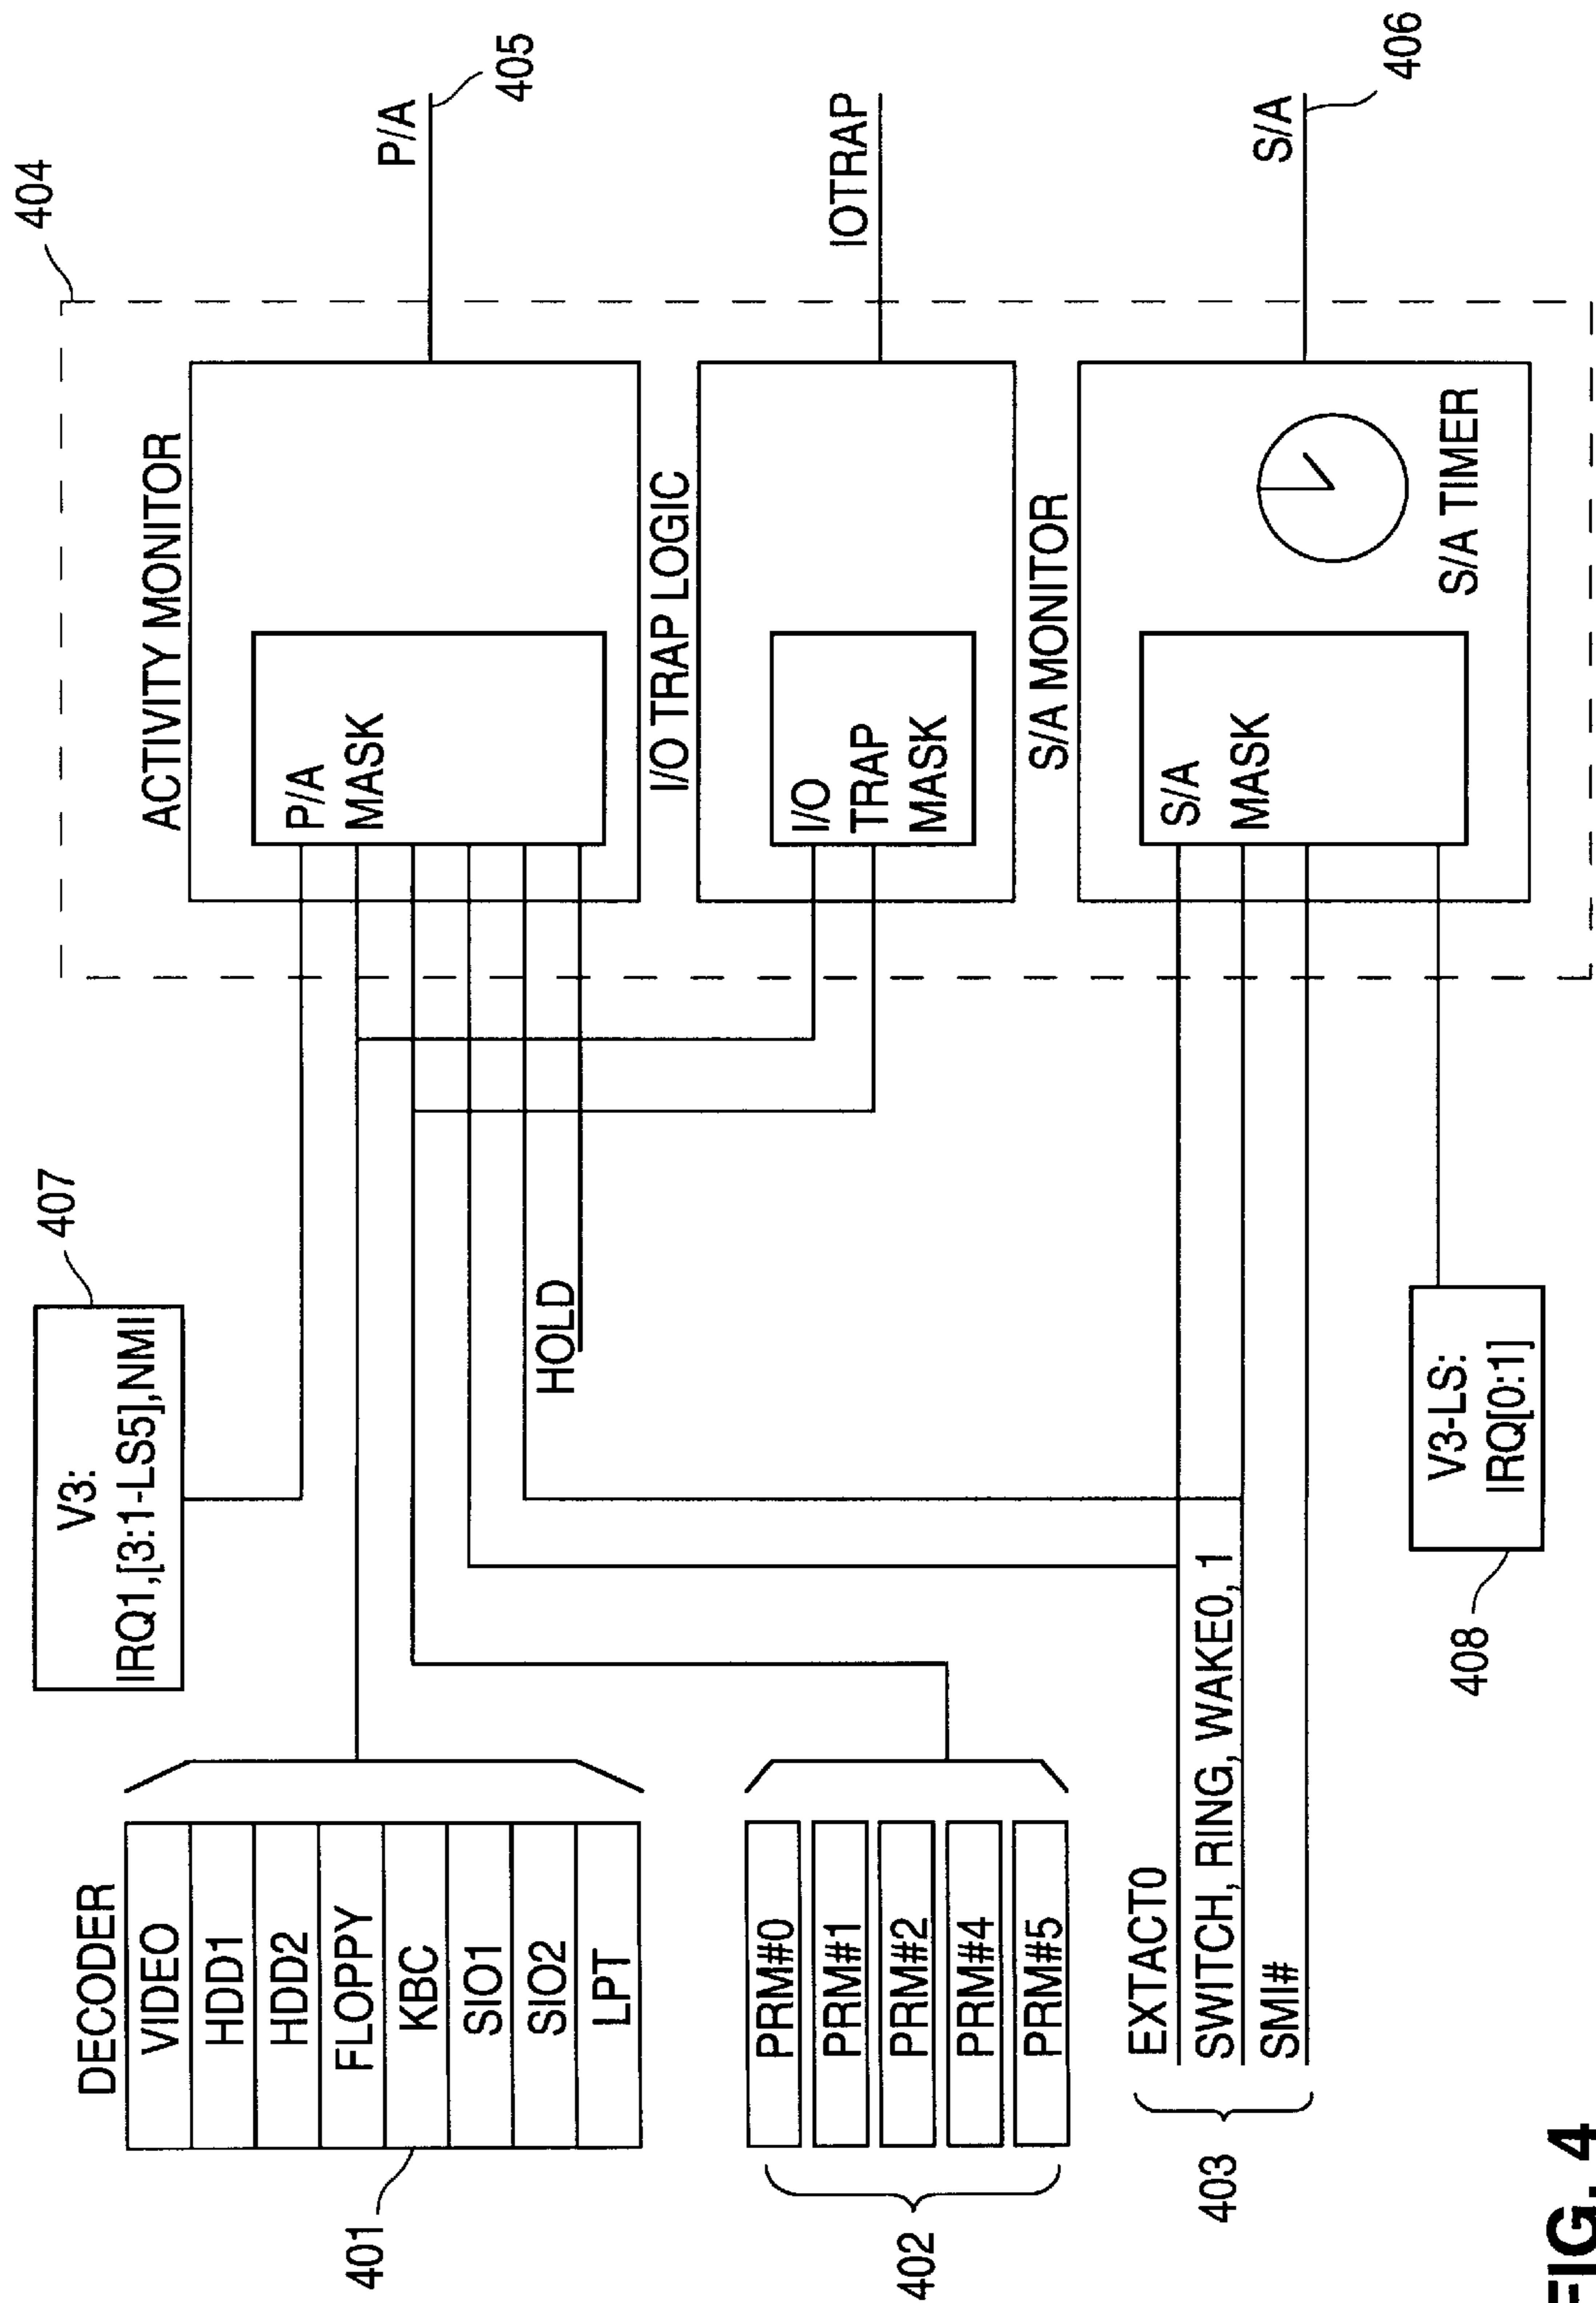 404
ACTIVITY MONITOR
P/A
405
407
V3:
IRQ1,[3:1-LS5],NMI
P/A
MASK
DECODER
VIDEO
HDD1
HDD2
FLOPPY
KBC
SIO1
SIO2
LPT
401
HOLD
I/O TRAP LOGIC
IOTRAP
I/O
TRAP
MASK
PRM#0
PRM#1
PRM#2
PRM#4
PRM#5
402
S/A MONITOR
S/A
406
S/A
MASK
S/A TIMER
EXTACT0
SWITCH, RING, WAKE0, 1
SMI#
403
V3-LS:
IRQ[0:1]
408
FIG. 4